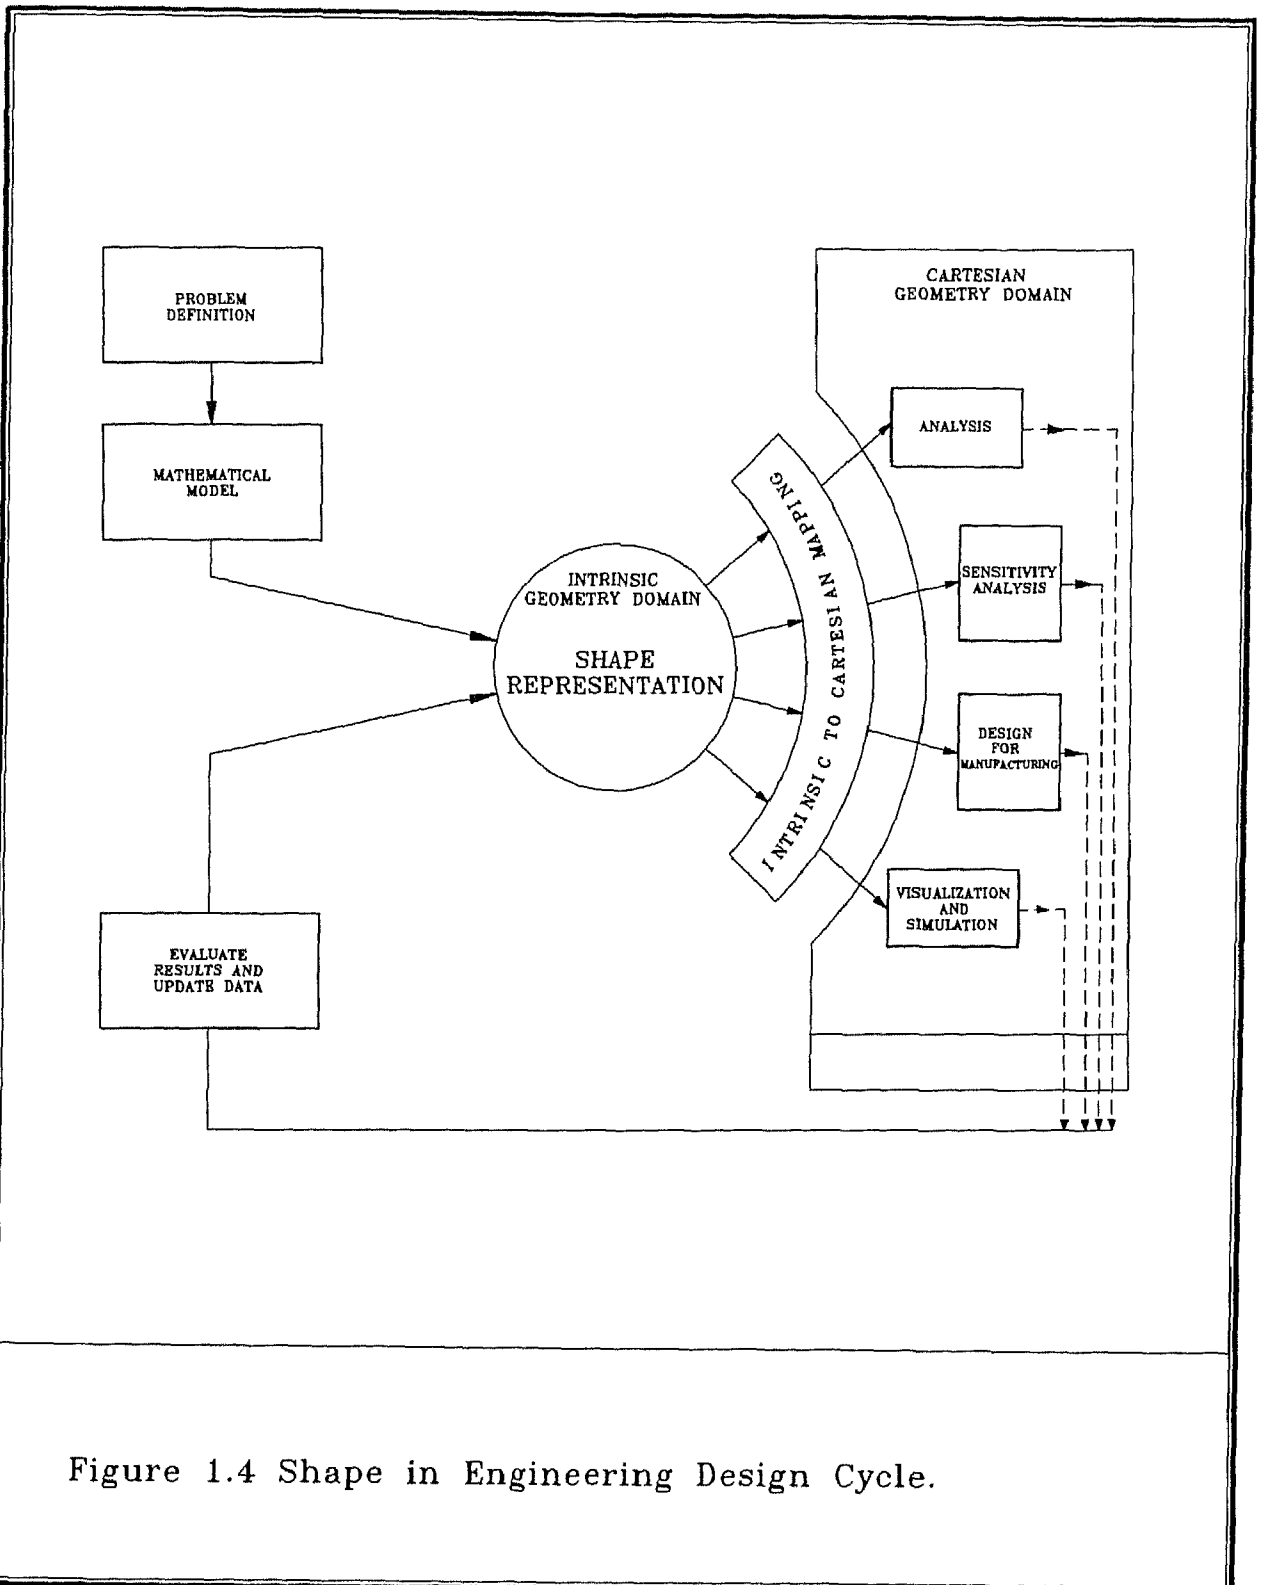 PROBLEM
DEFINITION
MATHEMATICAL
MODEL
INTRINSIC
GEOMETRY DOMAIN
SHAPE
REPRESENTATION
EVALUATE
RESULTS AND
UPDATE DATA
INTRINSIC TO CARTESIAN MAPPING
CARTESIAN
GEOMETRY DOMAIN
ANALYSIS
SENSITIVITY
ANALYSIS
DESIGN
FOR
MANUFACTURING
VISUALIZATION
AND
SIMULATION
Figure 1.4 Shape in Engineering Design Cycle.